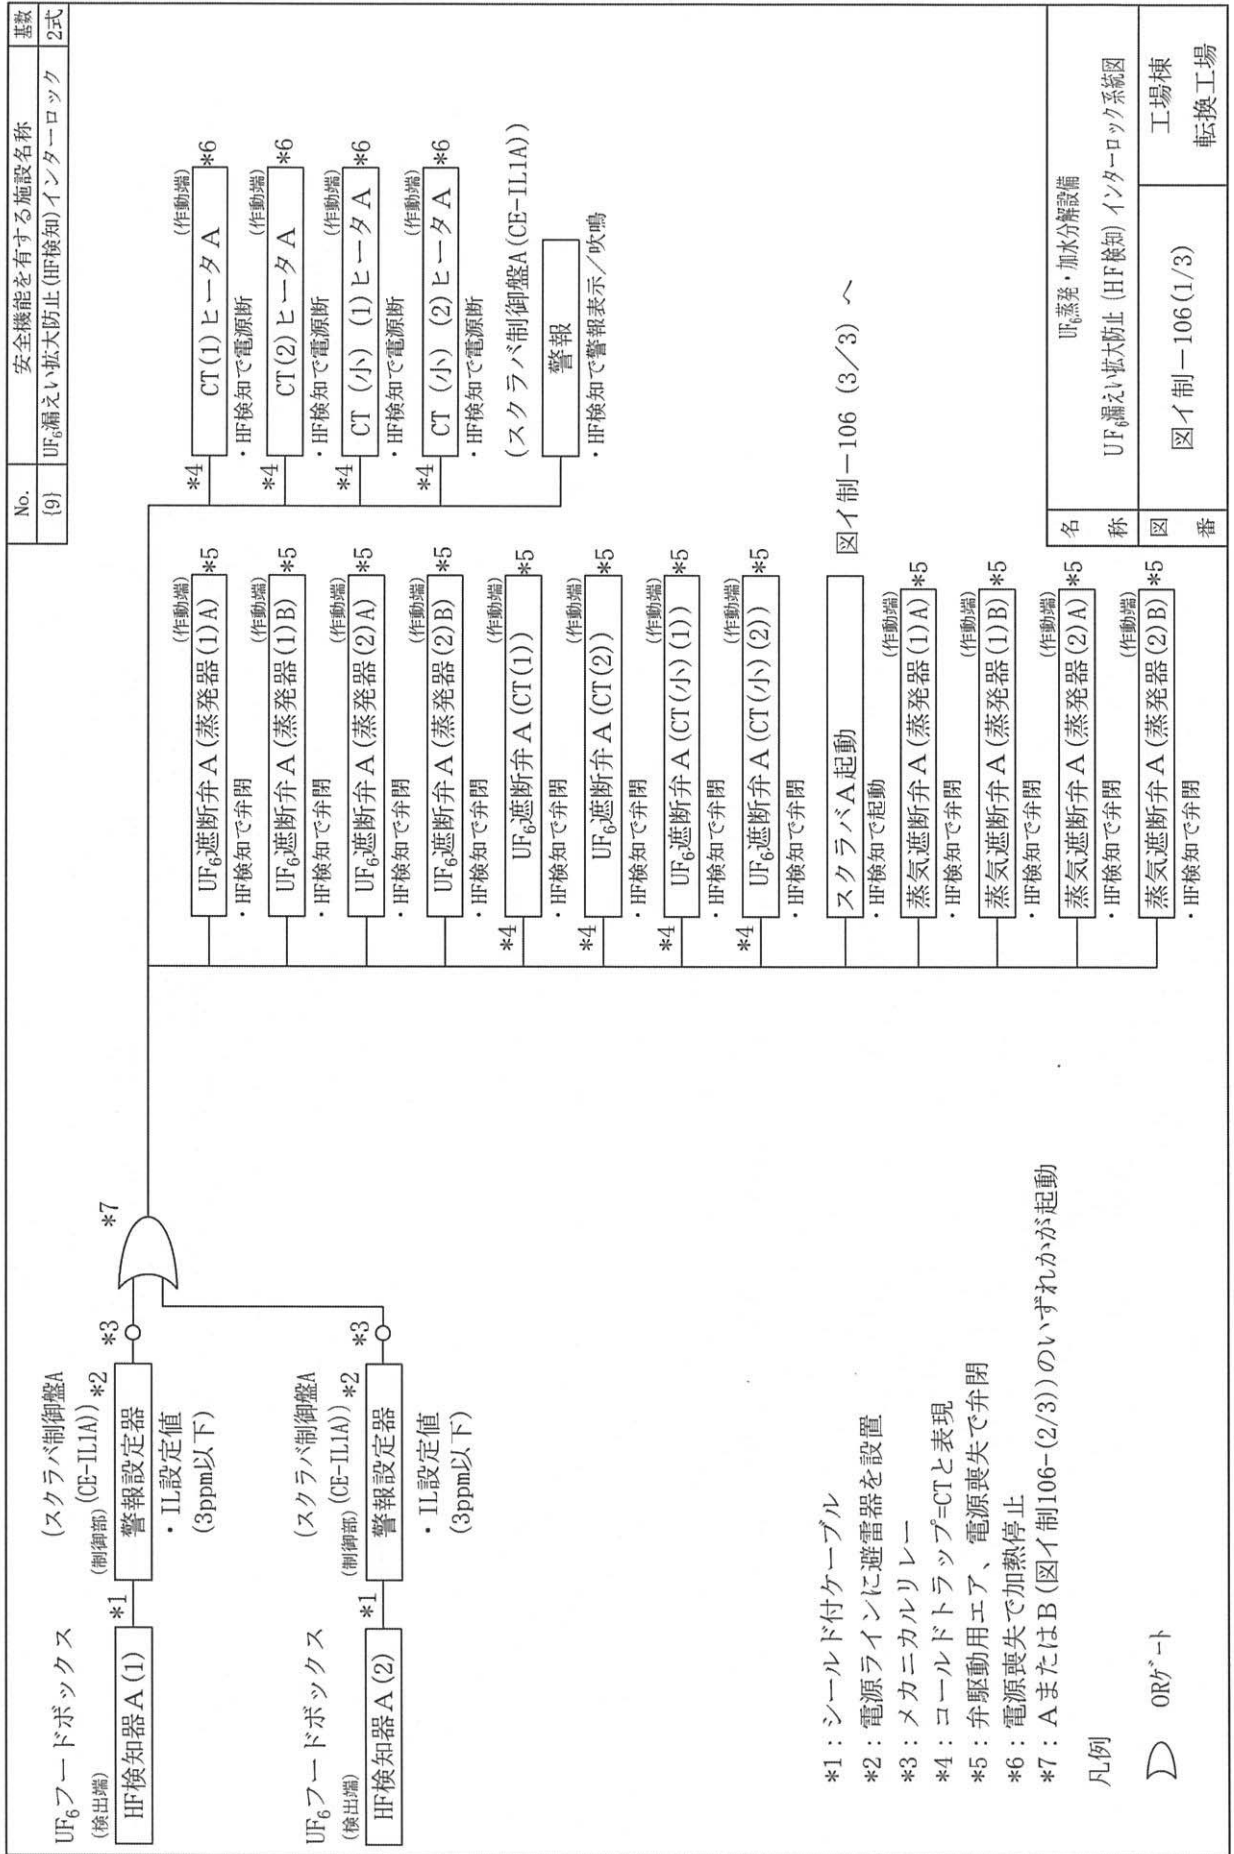 No. 安全機能を有する施設名称 基数
{9} UF₆漏えい拡大防止(HF検知)インターロック 2式
UF₆フードボックス
(検出端)
HF検知器A(1)
*1
(スクラバ制御盤A
(制御部) (CE-IL1A)) *2
警報設定器
・IL設定値
(3ppm以下)
*3
UF₆フードボックス
(検出端)
HF検知器A(2)
*1
(スクラバ制御盤A
(制御部) (CE-IL1A)) *2
警報設定器
・IL設定値
(3ppm以下)
*3
*7
(作動端)
UF₆遮断弁A(蒸発器(1)A) *5
・HF検知で弁閉
(作動端)
UF₆遮断弁A(蒸発器(1)B) *5
・HF検知で弁閉
(作動端)
UF₆遮断弁A(蒸発器(2)A) *5
・HF検知で弁閉
(作動端)
UF₆遮断弁A(蒸発器(2)B) *5
・HF検知で弁閉
(作動端)
*4 UF₆遮断弁A(CT(1)) *5
・HF検知で弁閉
(作動端)
*4 UF₆遮断弁A(CT(2)) *5
・HF検知で弁閉
(作動端)
*4 UF₆遮断弁A(CT(小)(1)) *5
・HF検知で弁閉
(作動端)
*4 UF₆遮断弁A(CT(小)(2)) *5
・HF検知で弁閉
スクラバA起動 図イ制－106 (3／3) へ
・HF検知で起動
(作動端)
蒸気遮断弁A(蒸発器(1)A) *5
・HF検知で弁閉
(作動端)
蒸気遮断弁A(蒸発器(1)B) *5
・HF検知で弁閉
(作動端)
蒸気遮断弁A(蒸発器(2)A) *5
・HF検知で弁閉
(作動端)
蒸気遮断弁A(蒸発器(2)B) *5
・HF検知で弁閉
(作動端)
*4 CT(1)ヒータA *6
・HF検知で電源断
(作動端)
*4 CT(2)ヒータA *6
・HF検知で電源断
(作動端)
*4 CT (小) (1)ヒータA *6
・HF検知で電源断
(作動端)
*4 CT (小) (2)ヒータA *6
・HF検知で電源断
(スクラバ制御盤A(CE-IL1A))
警報
・HF検知で警報表示／吹鳴
*1：シールド付ケーブル
*2：電源ラインに避雷器を設置
*3：メカニカルリレー
*4：コールドトラップ=CTと表現
*5：弁駆動用エア、電源喪失で弁閉
*6：電源喪失で加熱停止
*7：AまたはB(図イ制106-(2/3))のいずれかが起動
凡例
ORゲート
名称 UF₆蒸発・加水分解設備
UF₆漏えい拡大防止 (HF検知) インターロック系統図
図番 図イ制－106(1/3) 工場棟
転換工場